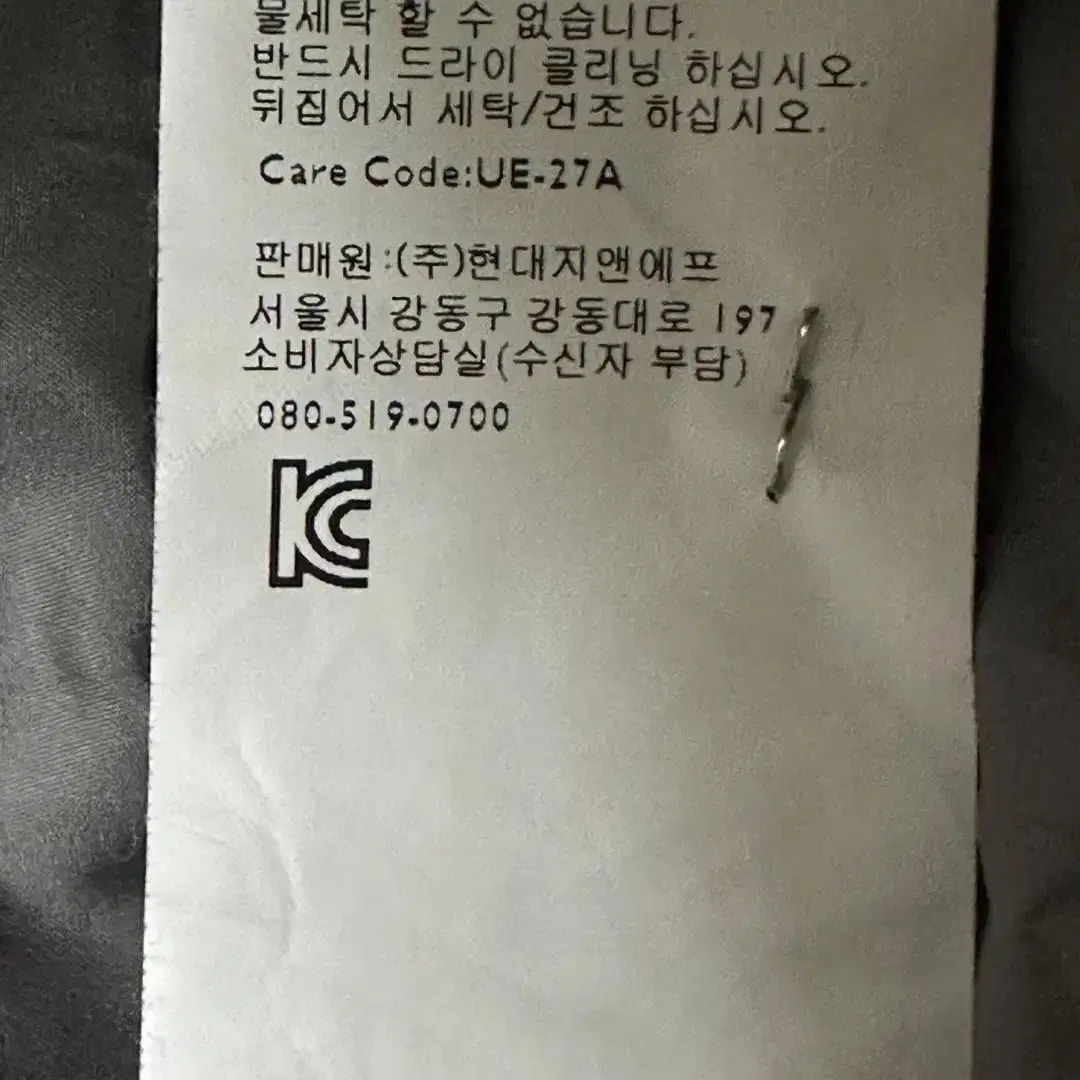 물세탁 할 수 없습니다.
반드시 드라이 클리닝 하십시오.
뒤집어서 세탁/건조 하십시오.
Care Code:UE-27A
판매원:(주)현대지앤에프
서울시 강동구 강동대로 197
소비자상담실(수신자 부담)
080-519-0700
KC